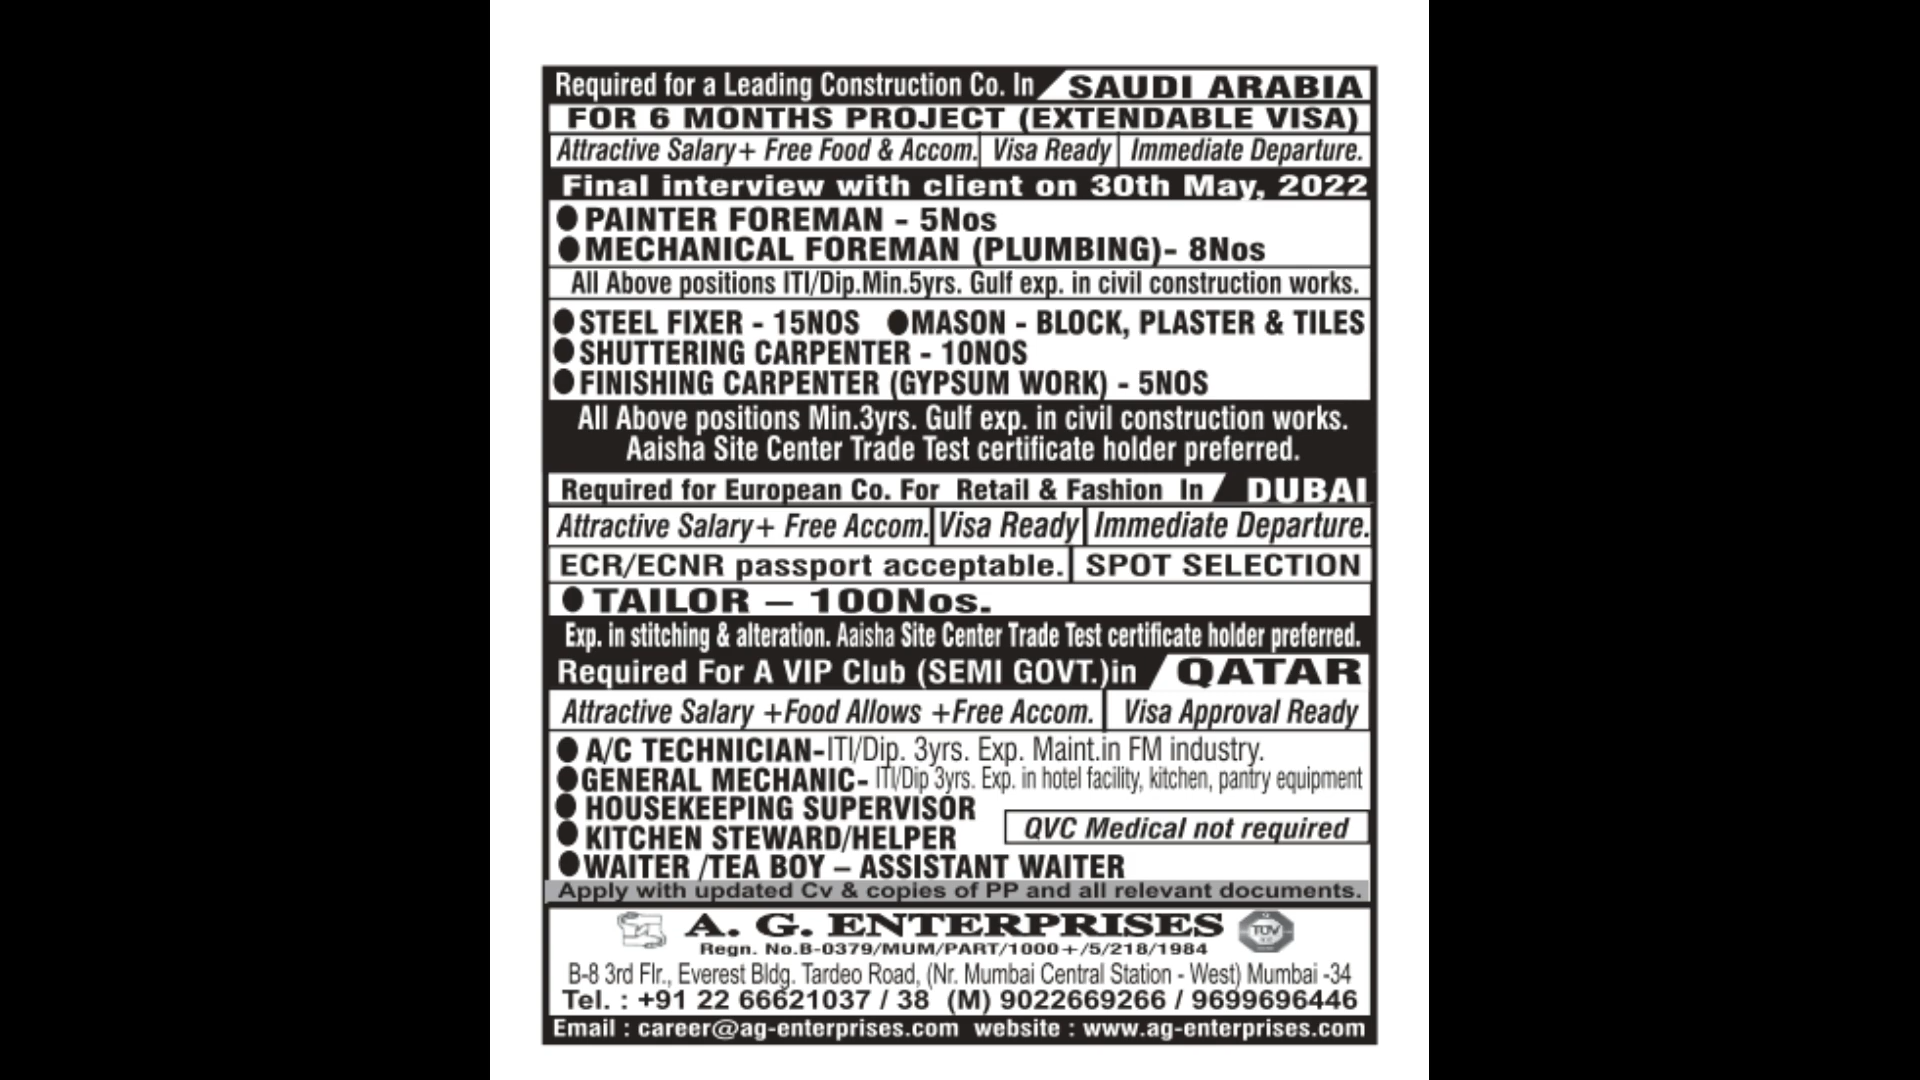 Required for a Leading Construction Co. In SAUDI ARABIA
FOR 6 MONTHS PROJECT (EXTENDABLE VISA)
Attractive Salary+ Free Food & Accom. Visa Ready Immediate Departure.
Final interview with client on 30th May, 2022
● PAINTER FOREMAN - 5Nos
● MECHANICAL FOREMAN (PLUMBING)- 8Nos
All Above positions ITI/Dip.Min.5yrs. Gulf exp. in civil construction works.
● STEEL FIXER - 15NOS ● MASON - BLOCK, PLASTER & TILES
● SHUTTERING CARPENTER - 10NOS
● FINISHING CARPENTER (GYPSUM WORK) - 5NOS
All Above positions Min.3yrs. Gulf exp. in civil construction works.
Aaisha Site Center Trade Test certificate holder preferred.
Required for European Co. For Retail & Fashion In DUBAI
Attractive Salary+ Free Accom. Visa Ready Immediate Departure.
ECR/ECNR passport acceptable. SPOT SELECTION
● TAILOR – 100Nos.
Exp. in stitching & alteration. Aaisha Site Center Trade Test certificate holder preferred.
Required For A VIP Club (SEMI GOVT.)in QATAR
Attractive Salary +Food Allows +Free Accom. Visa Approval Ready
● A/C TECHNICIAN-ITI/Dip. 3yrs. Exp. Maint.in FM industry.
● GENERAL MECHANIC- ITI/Dip 3yrs. Exp. in hotel facility, kitchen, pantry equipment
● HOUSEKEEPING SUPERVISOR
● KITCHEN STEWARD/HELPER QVC Medical not required
● WAITER /TEA BOY – ASSISTANT WAITER
Apply with updated Cv & copies of PP and all relevant documents.
A. G. ENTERPRISES TÜV
Regn. No.B-0379/MUM/PART/1000+/5/218/1984
B-8 3rd Flr., Everest Bldg. Tardeo Road, (Nr. Mumbai Central Station - West) Mumbai -34
Tel. : +91 22 66621037 / 38 (M) 9022669266 / 9699696446
Email : career@ag-enterprises.com website : www.ag-enterprises.com